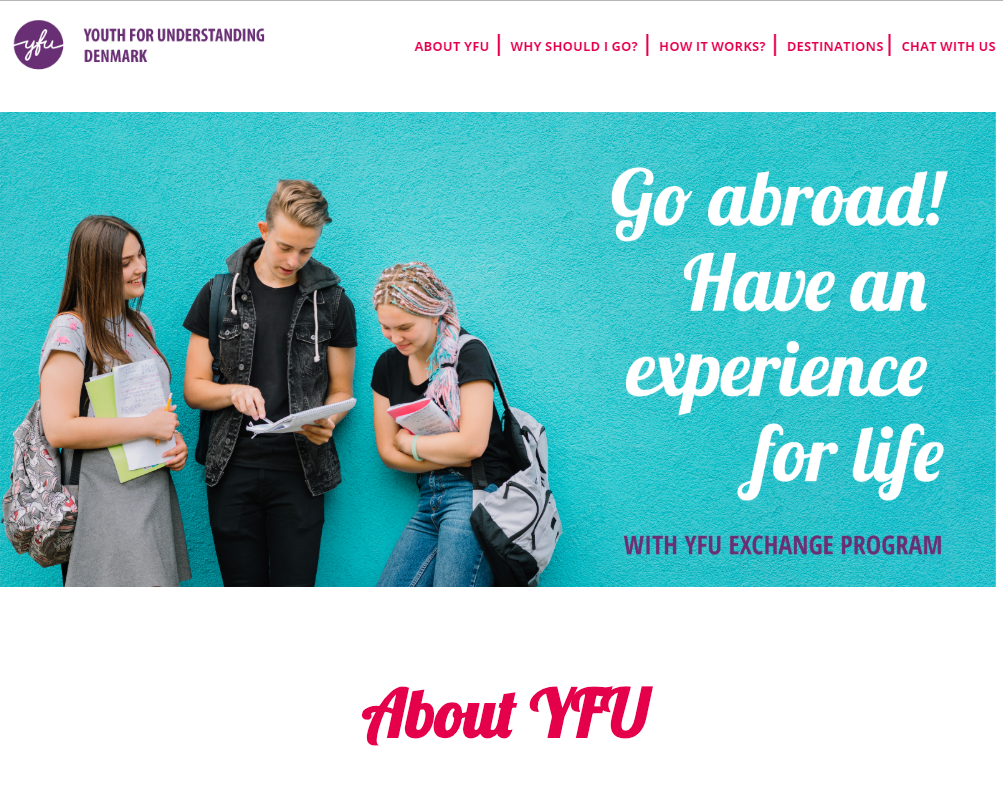 yfu
YOUTH FOR UNDERSTANDING
DENMARK
ABOUT YFU | WHY SHOULD I GO? | HOW IT WORKS? | DESTINATIONS | CHAT WITH US
Go abroad!
Have an
experience
for life
WITH YFU EXCHANGE PROGRAM
About YFU